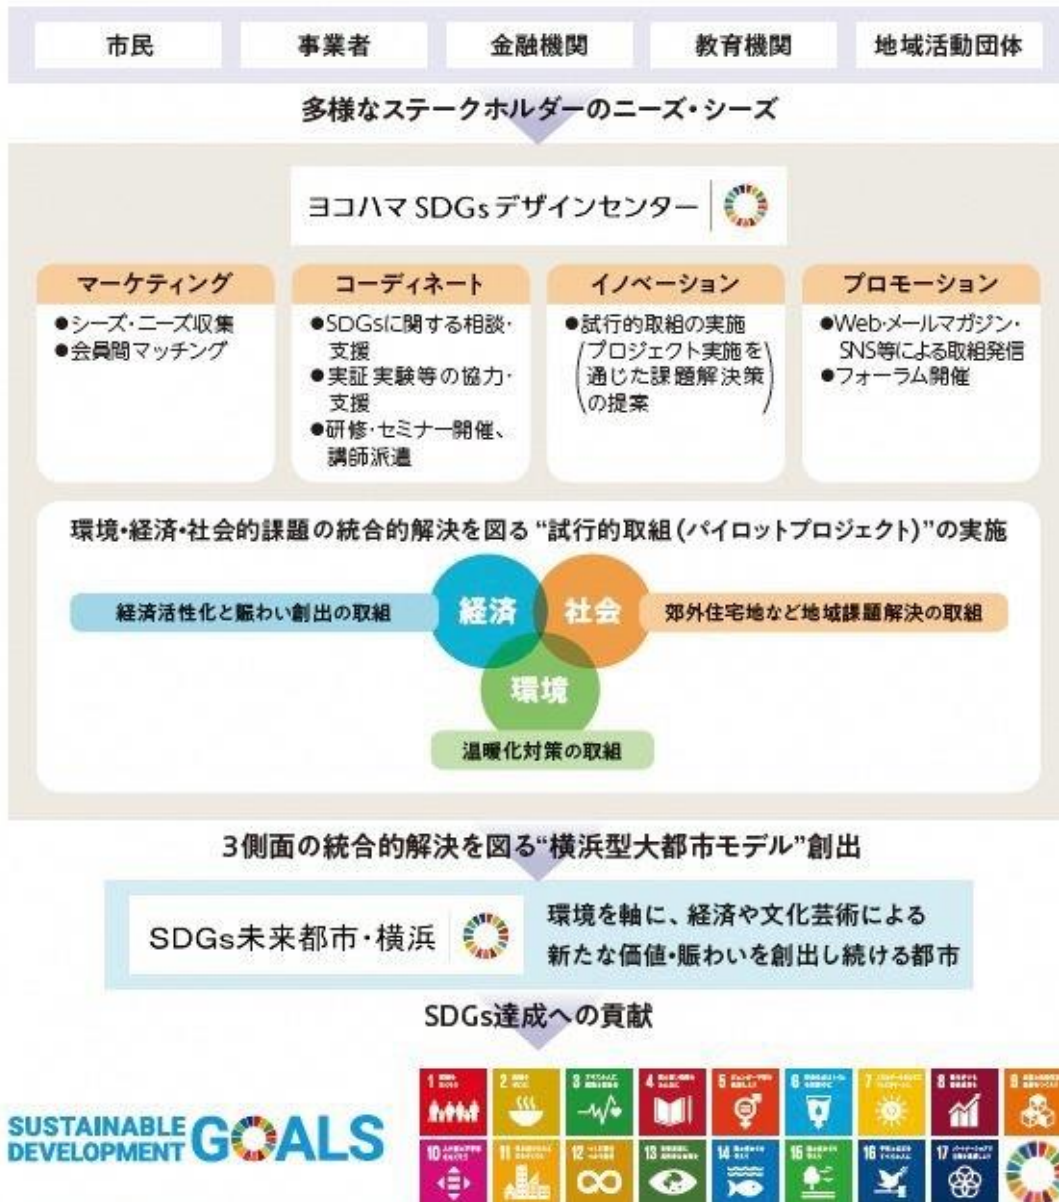 市民
事業者
金融機関
教育機関
地域活動団体
多様なステークホルダーのニーズ・シーズ
ヨコハマ SDGs デザインセンター
マーケティング
●シーズ・ニーズ収集
●会員間マッチング
コーディネート
●SDGsに関する相談・
支援
●実証実験等の協力・
支援
●研修・セミナー開催、
講師派遣
イノベーション
●試行的取組の実施
(プロジェクト実施を
通じた課題解決策
の提案)
プロモーション
●Web・メールマガジン・
SNS等による取組発信
●フォーラム開催
環境・経済・社会的課題の統合的解決を図る “試行的取組(パイロットプロジェクト)”の実施
経済活性化と賑わい創出の取組
経済
社会
郊外住宅地など地域課題解決の取組
環境
温暖化対策の取組
3側面の統合的解決を図る“横浜型大都市モデル”創出
SDGs未来都市・横浜
環境を軸に、経済や文化芸術による
新たな価値・賑わいを創出し続ける都市
SDGs達成への貢献
SUSTAINABLE
DEVELOPMENT
GOALS
1
2
3
4
5
6
7
8
9
10
11
12
13
14
15
16
17